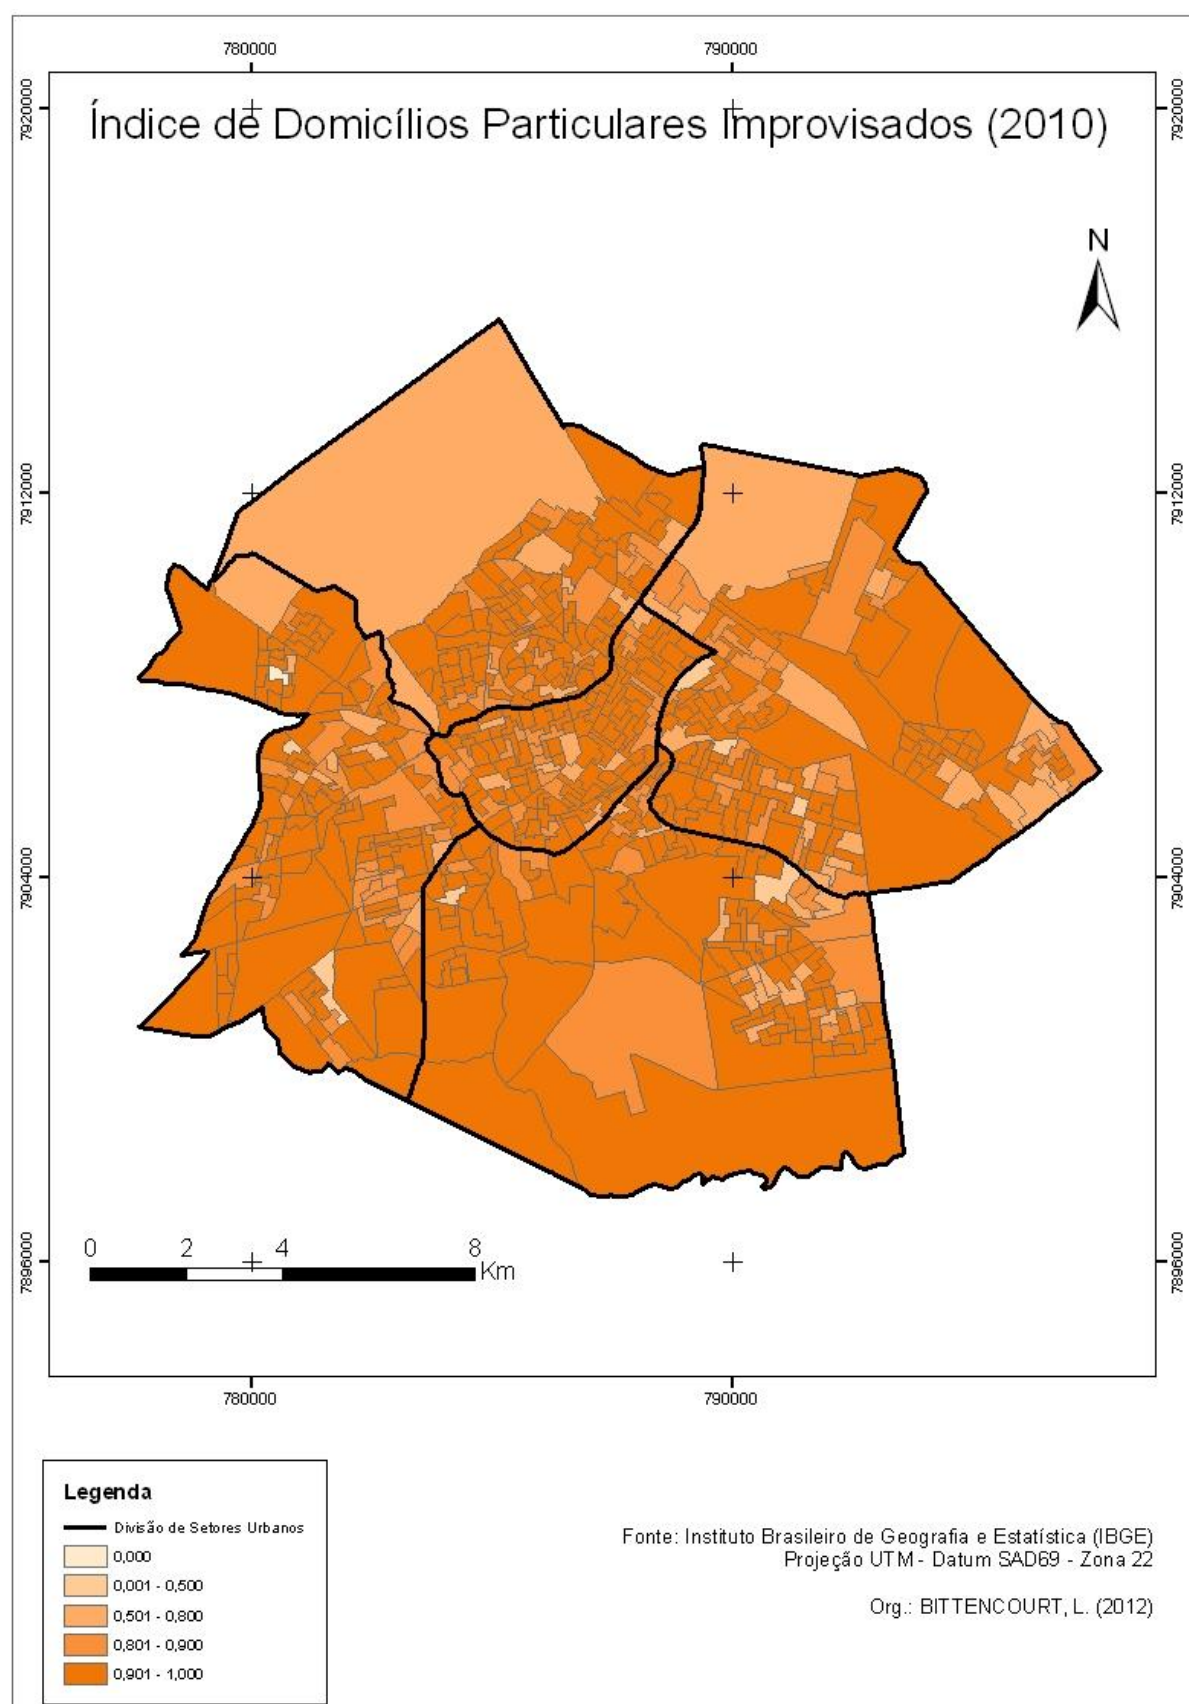 780000 790000
7920000 7920000
Índice de Domicílios Particulares Improvisados (2010)
N
7912000 7912000
7904000 7904000
0 2 4 8
Km
7896000 7896000
780000 790000
Legenda
Divisão de Setores Urbanos
0,000
0,001 - 0,500
0,501 - 0,800
0,801 - 0,900
0,901 - 1,000
Fonte: Instituto Brasileiro de Geografia e Estatística (IBGE)
Projeção UTM - Datum SAD69 - Zona 22
Org.: BITTENCOURT, L. (2012)